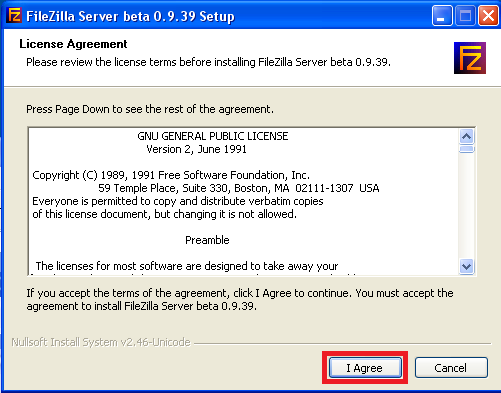 FileZilla Server beta 0.9.39 Setup
License Agreement
Please review the license terms before installing FileZilla Server beta 0.9.39.
Press Page Down to see the rest of the agreement.
GNU GENERAL PUBLIC LICENSE
Version 2, June 1991
Copyright (C) 1989, 1991 Free Software Foundation, Inc.
59 Temple Place, Suite 330, Boston, MA 02111-1307 USA
Everyone is permitted to copy and distribute verbatim copies
of this license document, but changing it is not allowed.
Preamble
The licenses for most software are designed to take away your
If you accept the terms of the agreement, click I Agree to continue. You must accept the
agreement to install FileZilla Server beta 0.9.39.
Nullsoft Install System v2.46-Unicode
I Agree
Cancel